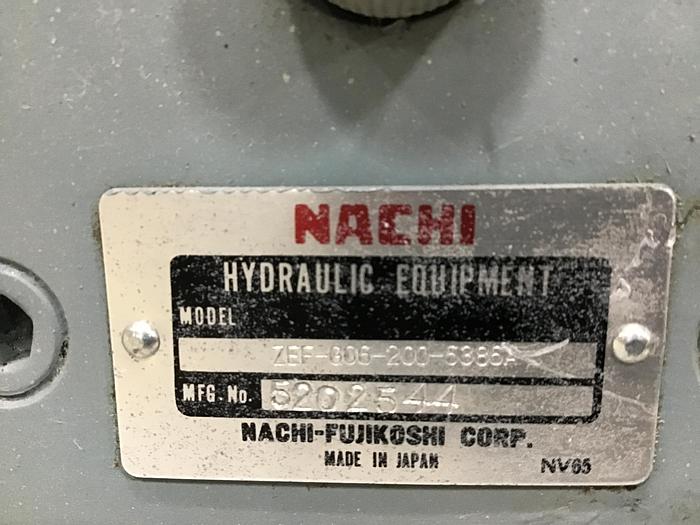 NACHI
HYDRAULIC EQUIPMENT
MODEL
ZEF-G06-200-6386A
MFG. No. 5202544
NACHI-FUJIKOSHI CORP.
MADE IN JAPAN
NV65